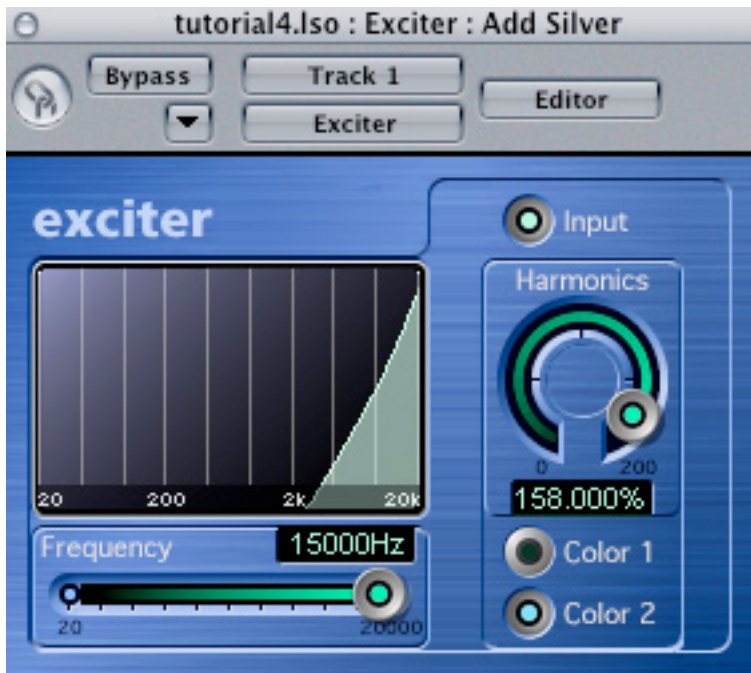 tutorial4.lso : Exciter : Add Silver
Bypass
Track 1
Exciter
Editor
exciter
Input
Harmonics
0 200
158.000%
20 200 2k 20k
Frequency 15000Hz
20 20000
Color 1
Color 2